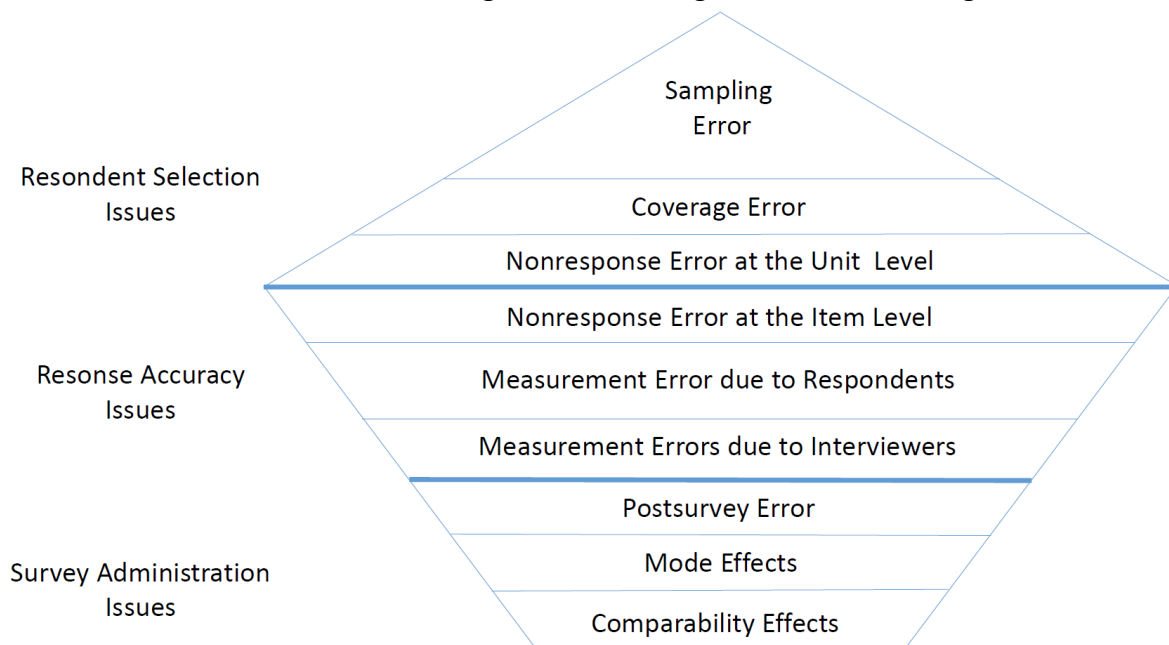 Sampling
Error
Resondent Selection
Issues
Coverage Error
Nonresponse Error at the Unit Level
Nonresponse Error at the Item Level
Resonse Accuracy
Issues
Measurement Error due to Respondents
Measurement Errors due to Interviewers
Postsurvey Error
Survey Administration
Issues
Mode Effects
Comparability Effects